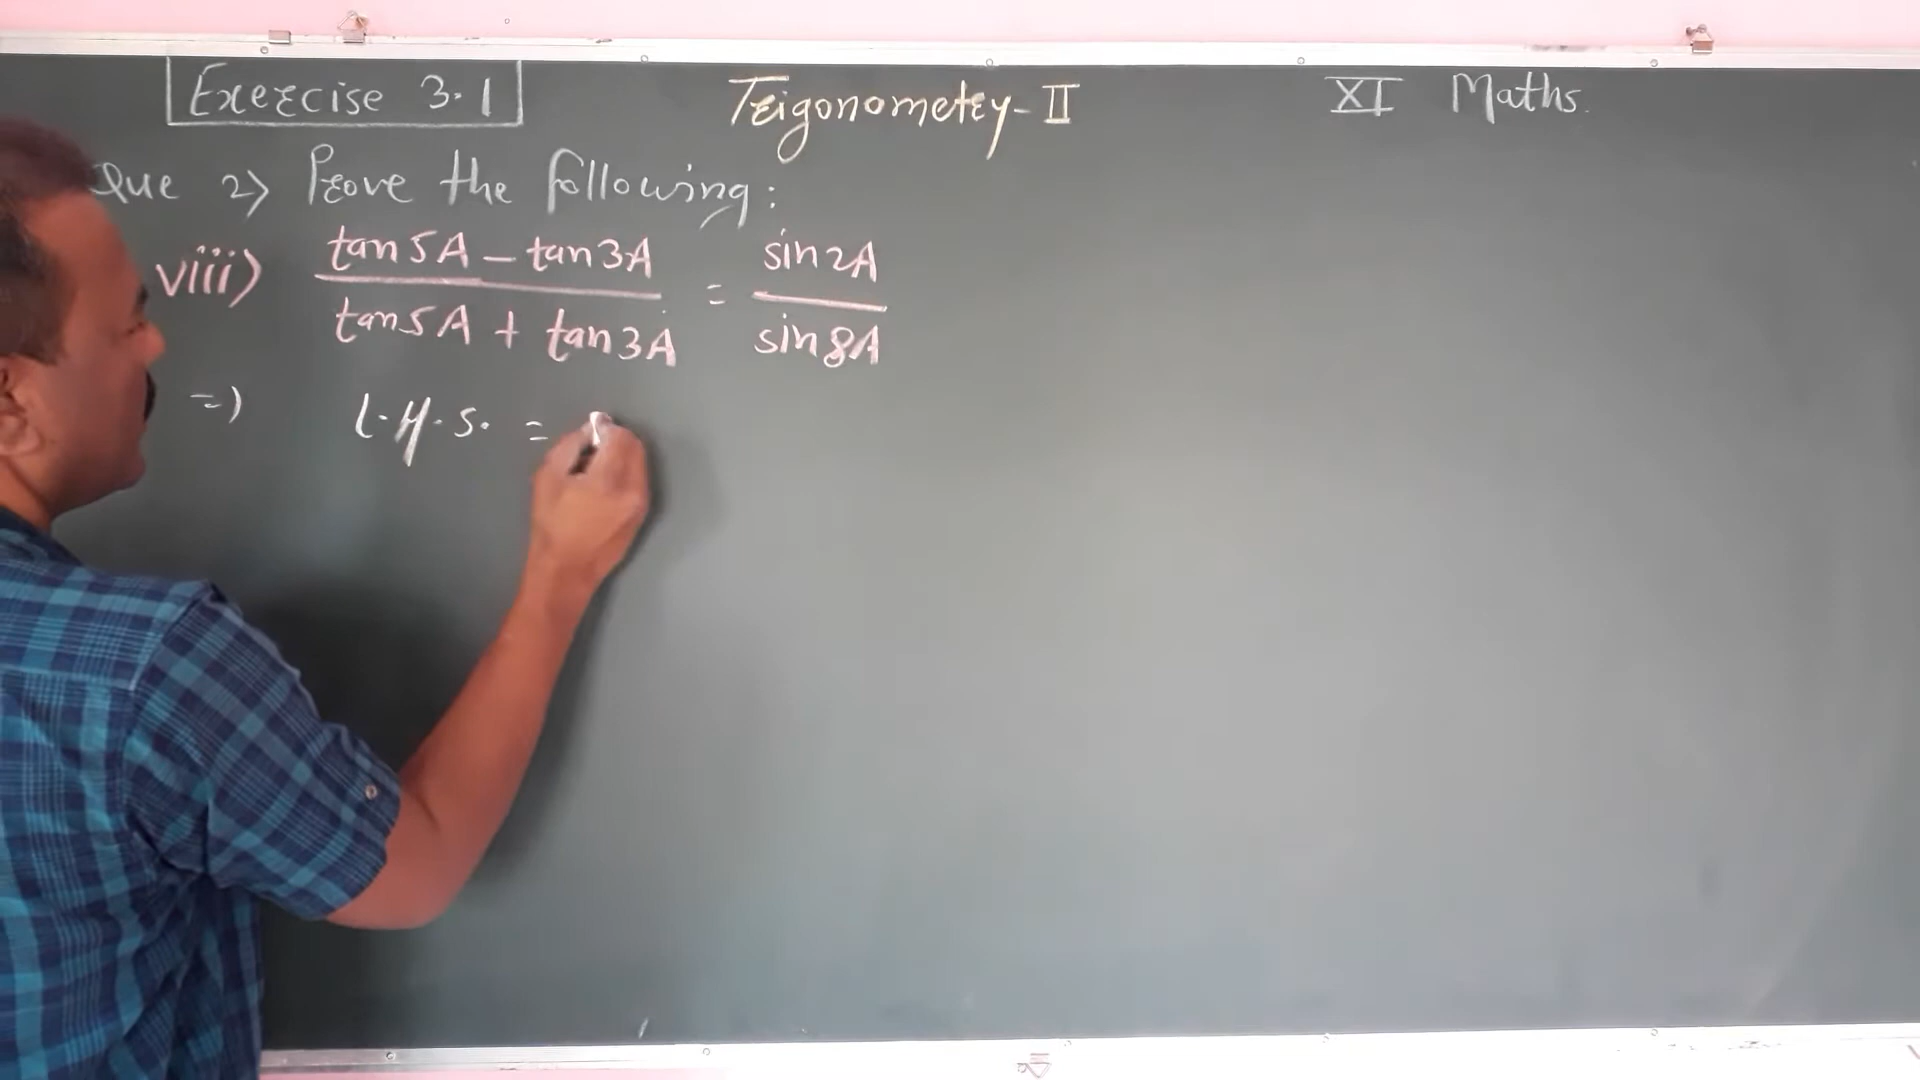 Exercise 3.1
Trigonometry-II
XI Maths.
Que 2) Prove the following:
viii) tan5A - tan3A / tan5A + tan3A = sin2A / sin8A
=) L.H.S. =